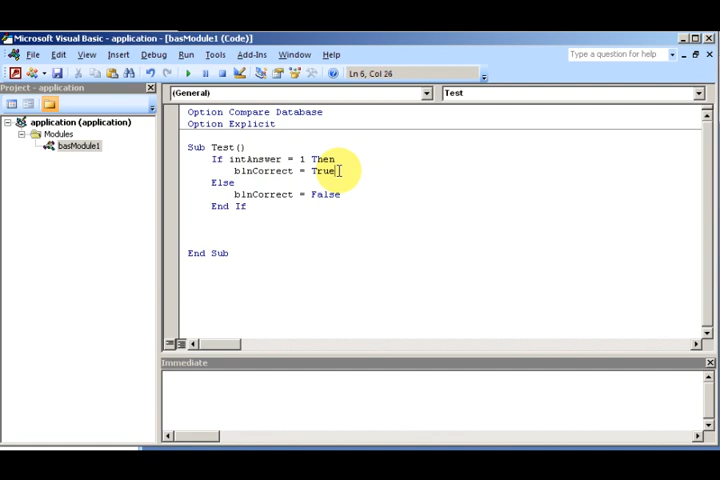 Microsoft Visual Basic - application - [basModule1 (Code)]
File Edit View Insert Debug Run Tools Add-Ins Window Help
Type a question for help
Ln 6, Col 26
Project - application
(General)
Test
application (application)
Modules
basModule1
Option Compare Database
Option Explicit
Sub Test()
If intAnswer = 1 Then
blnCorrect = True
Else
blnCorrect = False
End If
End Sub
Immediate